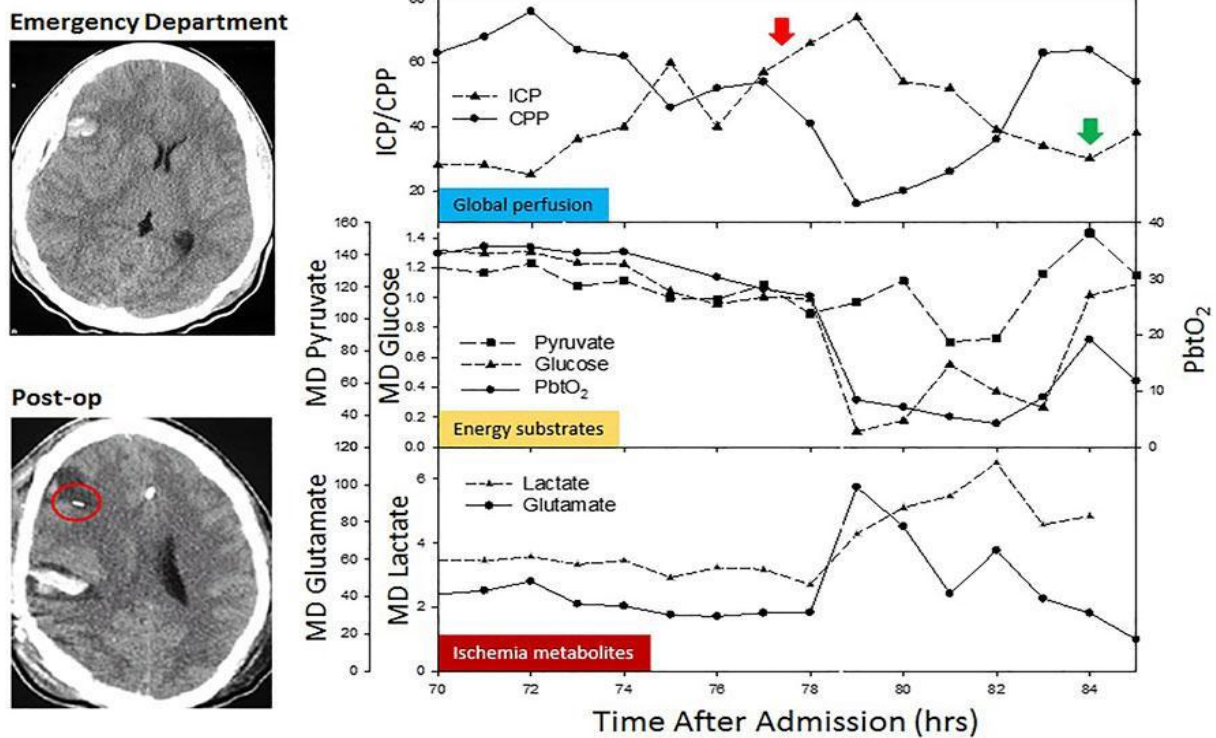 Emergency Department
Post-op
ICP/CPP
80
60
40
20
ICP
CPP
Global perfusion
MD Pyruvate
160
140
120
100
80
60
40
120
MD Glucose
1.4
1.2
1.0
0.8
0.6
0.4
0.2
0.0
Pyruvate
Glucose
PbtO₂
Energy substrates
40
30
20
10
0
PbtO₂
MD Glutamate
100
80
60
40
20
0
MD Lactate
6
4
2
0
Lactate
Glutamate
Ischemia metabolites
70
72
74
76
78
80
82
84
Time After Admission (hrs)